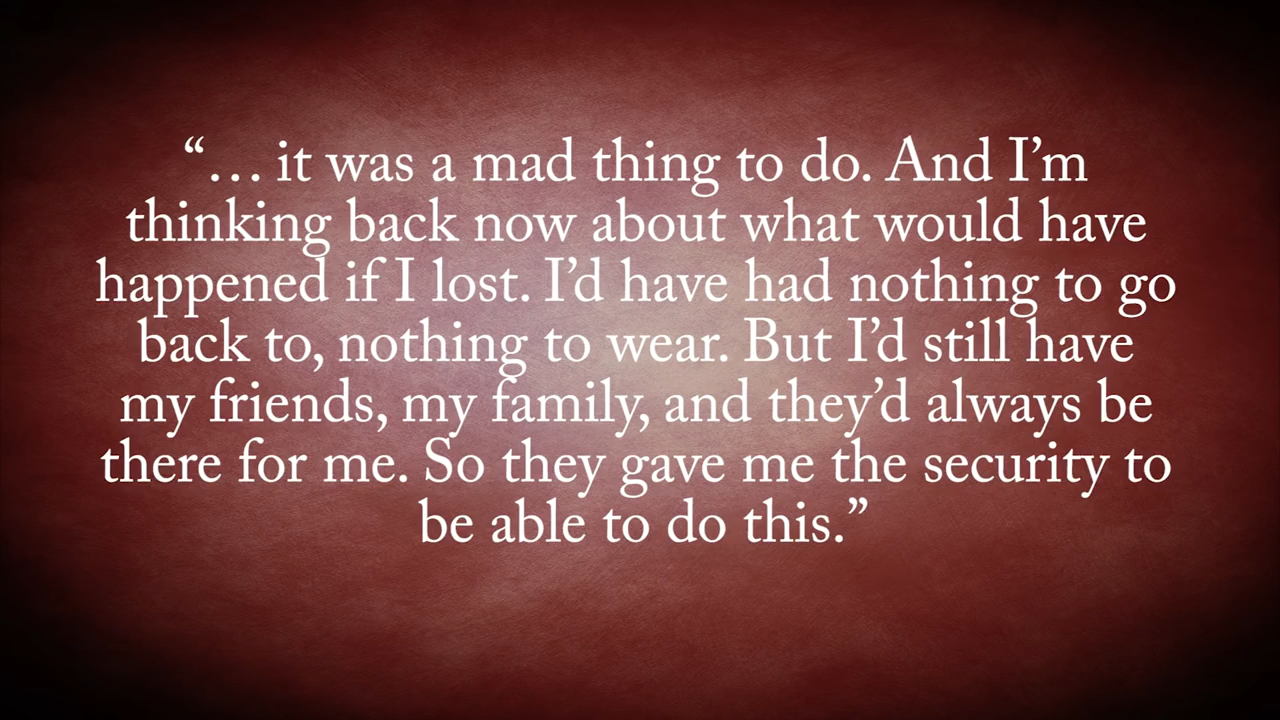 “… it was a mad thing to do. And I’m
thinking back now about what would have
happened if I lost. I’d have had nothing to go
back to, nothing to wear. But I’d still have
my friends, my family, and they’d always be
there for me. So they gave me the security to
be able to do this.”